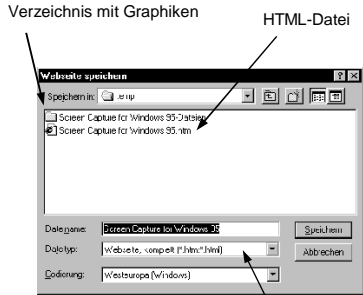 Verzeichnis mit Graphiken
HTML-Datei
Webseite speichern
Speichern in:
Screen Capture for Windows 95-Dateien
Screen Capture for Windows 95.htm
Dateiname:
Screen Capture for Windows 95
Speichern
Dateityp:
Webseite, komplett (*.htm;*.html)
Abbrechen
Codierung:
Westeuropa (Windows)